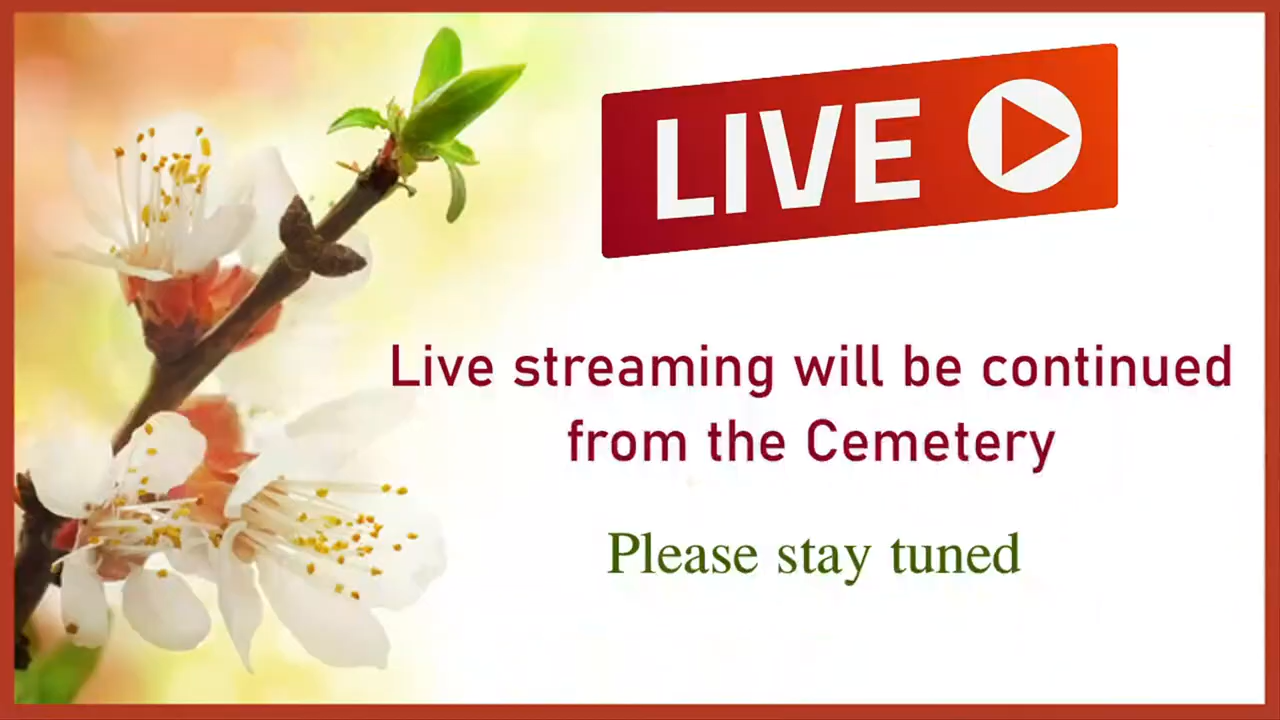 LIVE
Live streaming will be continued
from the Cemetery
Please stay tuned